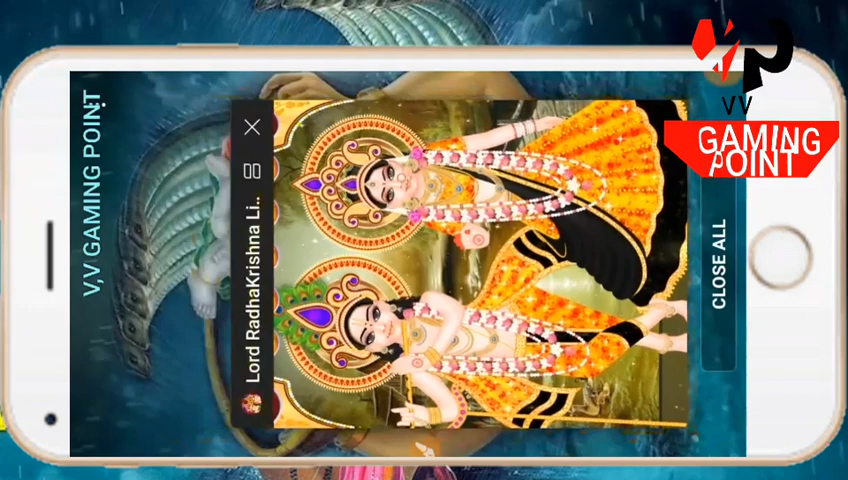 V,V GAMING POINT
Lord RadhaKrishna Li..
CLOSE ALL
VV
GAMING
POINT